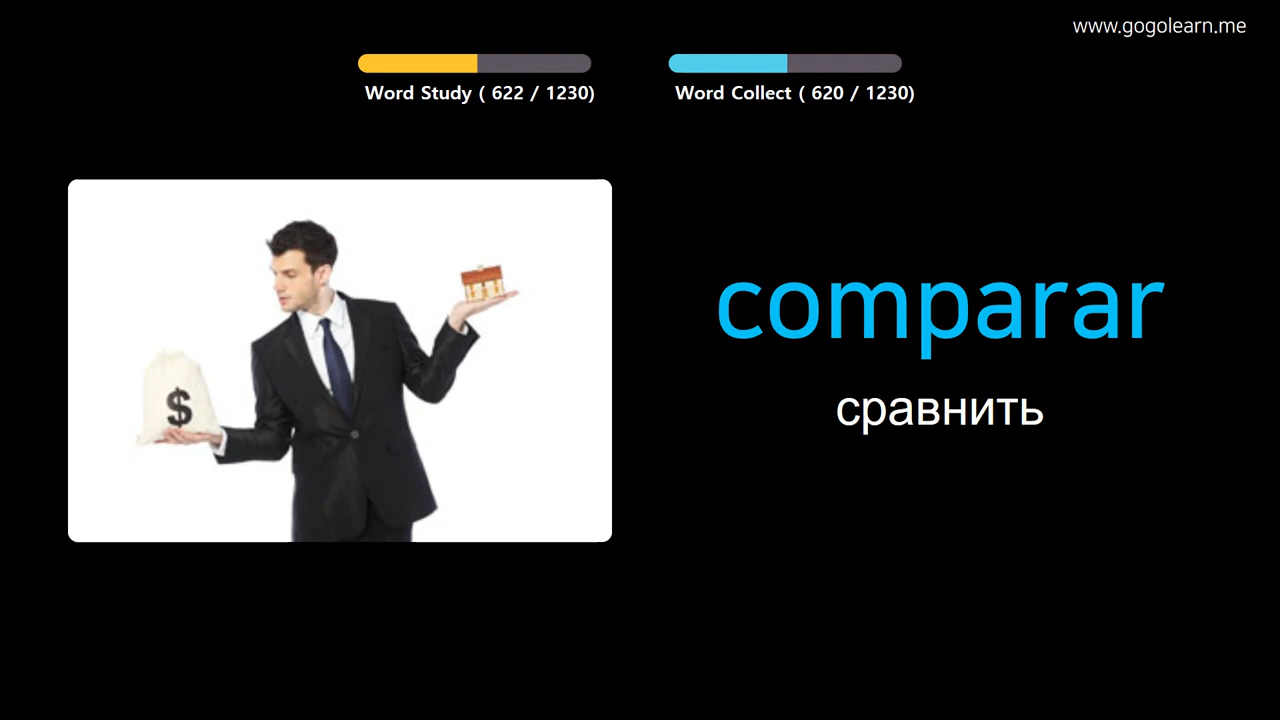 www.gogolearn.me
Word Study ( 622 / 1230)
Word Collect ( 620 / 1230)
$
comparar
сравнить